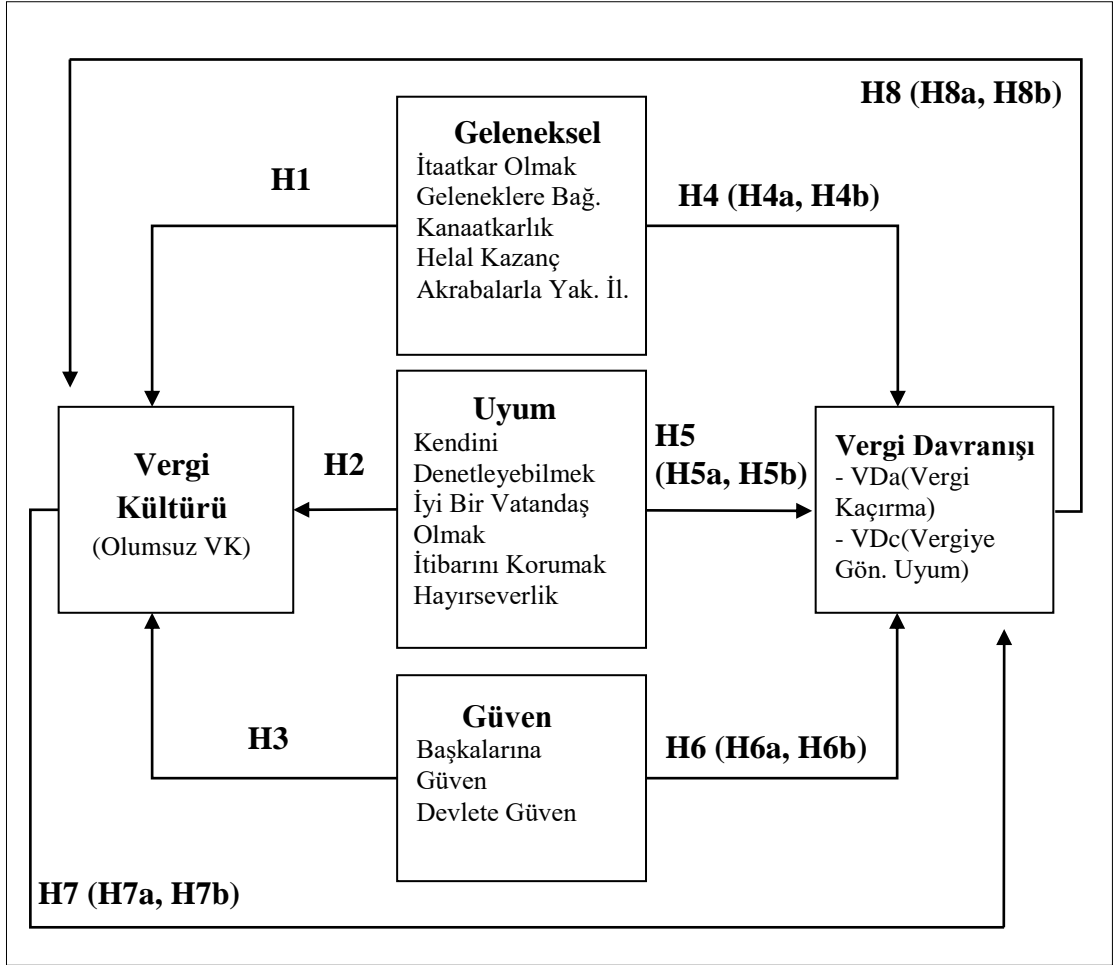 H8 (H8a, H8b)
Geleneksel
İtaatkar Olmak
Geleneklere Bağ.
Kanaatkarlık
Helal Kazanç
Akrabalarla Yak. İl.
H1
H4 (H4a, H4b)
Uyum
Kendini
Denetleyebilmek
İyi Bir Vatandaş
Olmak
İtibarını Korumak
Hayırseverlik
Vergi
Kültürü
(Olumsuz VK)
H2
H5
(H5a, H5b)
Vergi Davranışı
- VDa(Vergi
Kaçırma)
- VDc(Vergiye
Gön. Uyum)
Güven
Başkalarına
Güven
Devlete Güven
H3
H6 (H6a, H6b)
H7 (H7a, H7b)